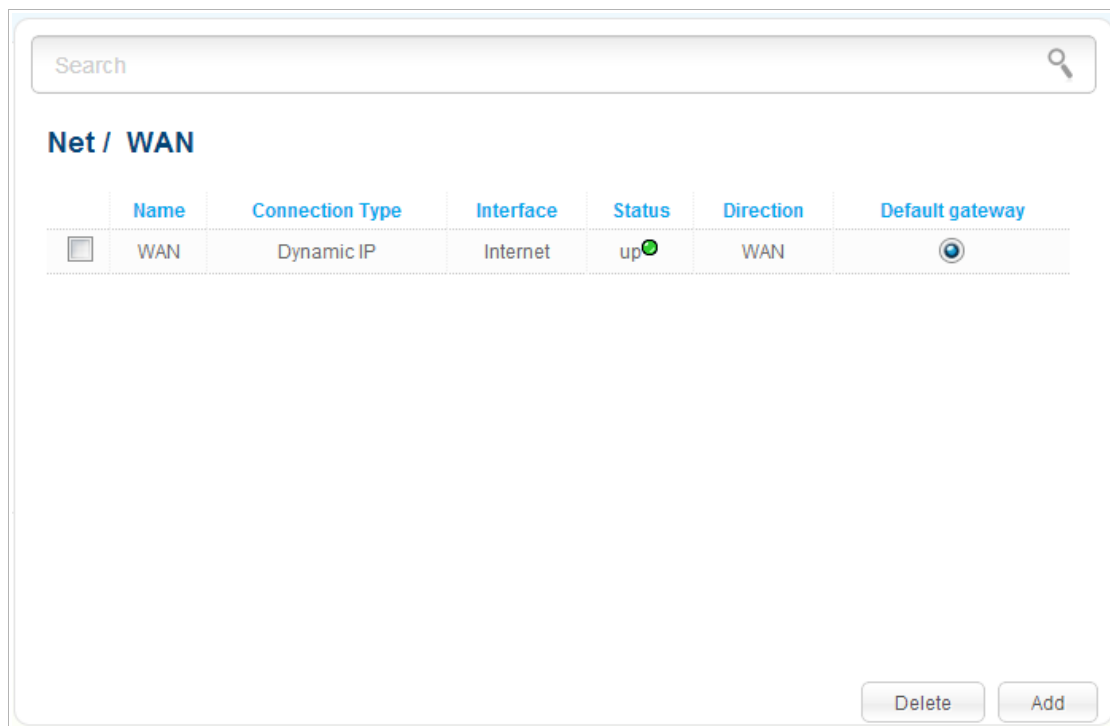 Search
Net / WAN
Name Connection Type Interface Status Direction Default gateway
WAN Dynamic IP Internet up WAN
Delete Add